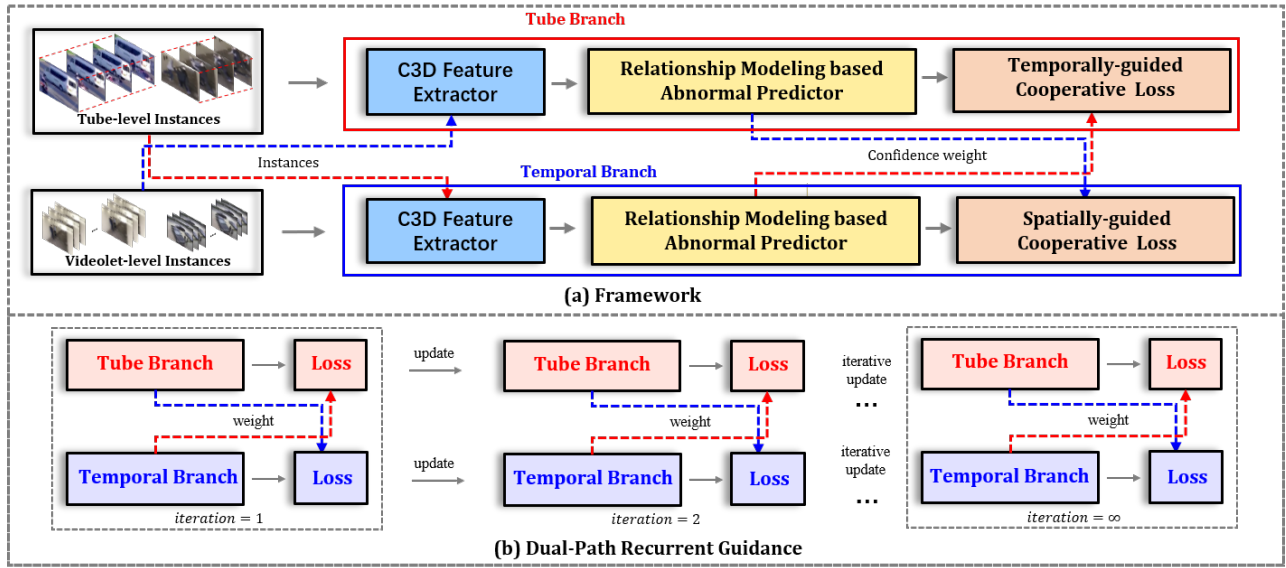 Tube Branch
Tube-level Instances
C3D Feature
Extractor
Relationship Modeling based
Abnormal Predictor
Temporally-guided
Cooperative Loss
Instances
Confidence weight
Temporal Branch
Videolet-level Instances
C3D Feature
Extractor
Relationship Modeling based
Abnormal Predictor
Spatially-guided
Cooperative Loss
(a) Framework
Tube Branch
Loss
update
Tube Branch
Loss
iterative
update
...
Tube Branch
Loss
weight
weight
weight
Temporal Branch
Loss
update
Temporal Branch
Loss
iterative
update
...
Temporal Branch
Loss
iteration = 1
iteration = 2
iteration = ∞
(b) Dual-Path Recurrent Guidance